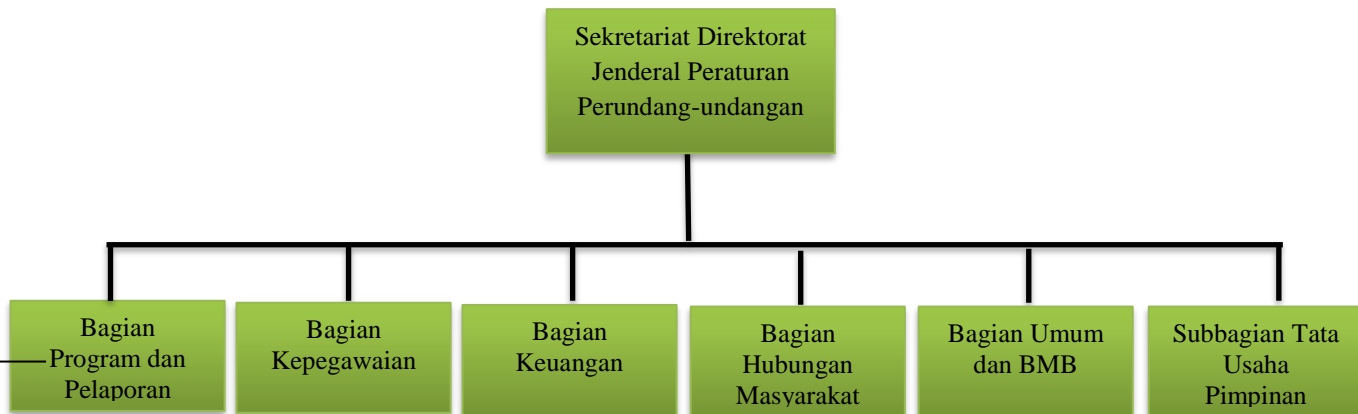 Sekretariat Direktorat
Jenderal Peraturan
Perundang-undangan
Bagian
Program dan
Pelaporan
Bagian
Kepegawaian
Bagian
Keuangan
Bagian
Hubungan
Masyarakat
Bagian Umum
dan BMB
Subbagian Tata
Usaha
Pimpinan